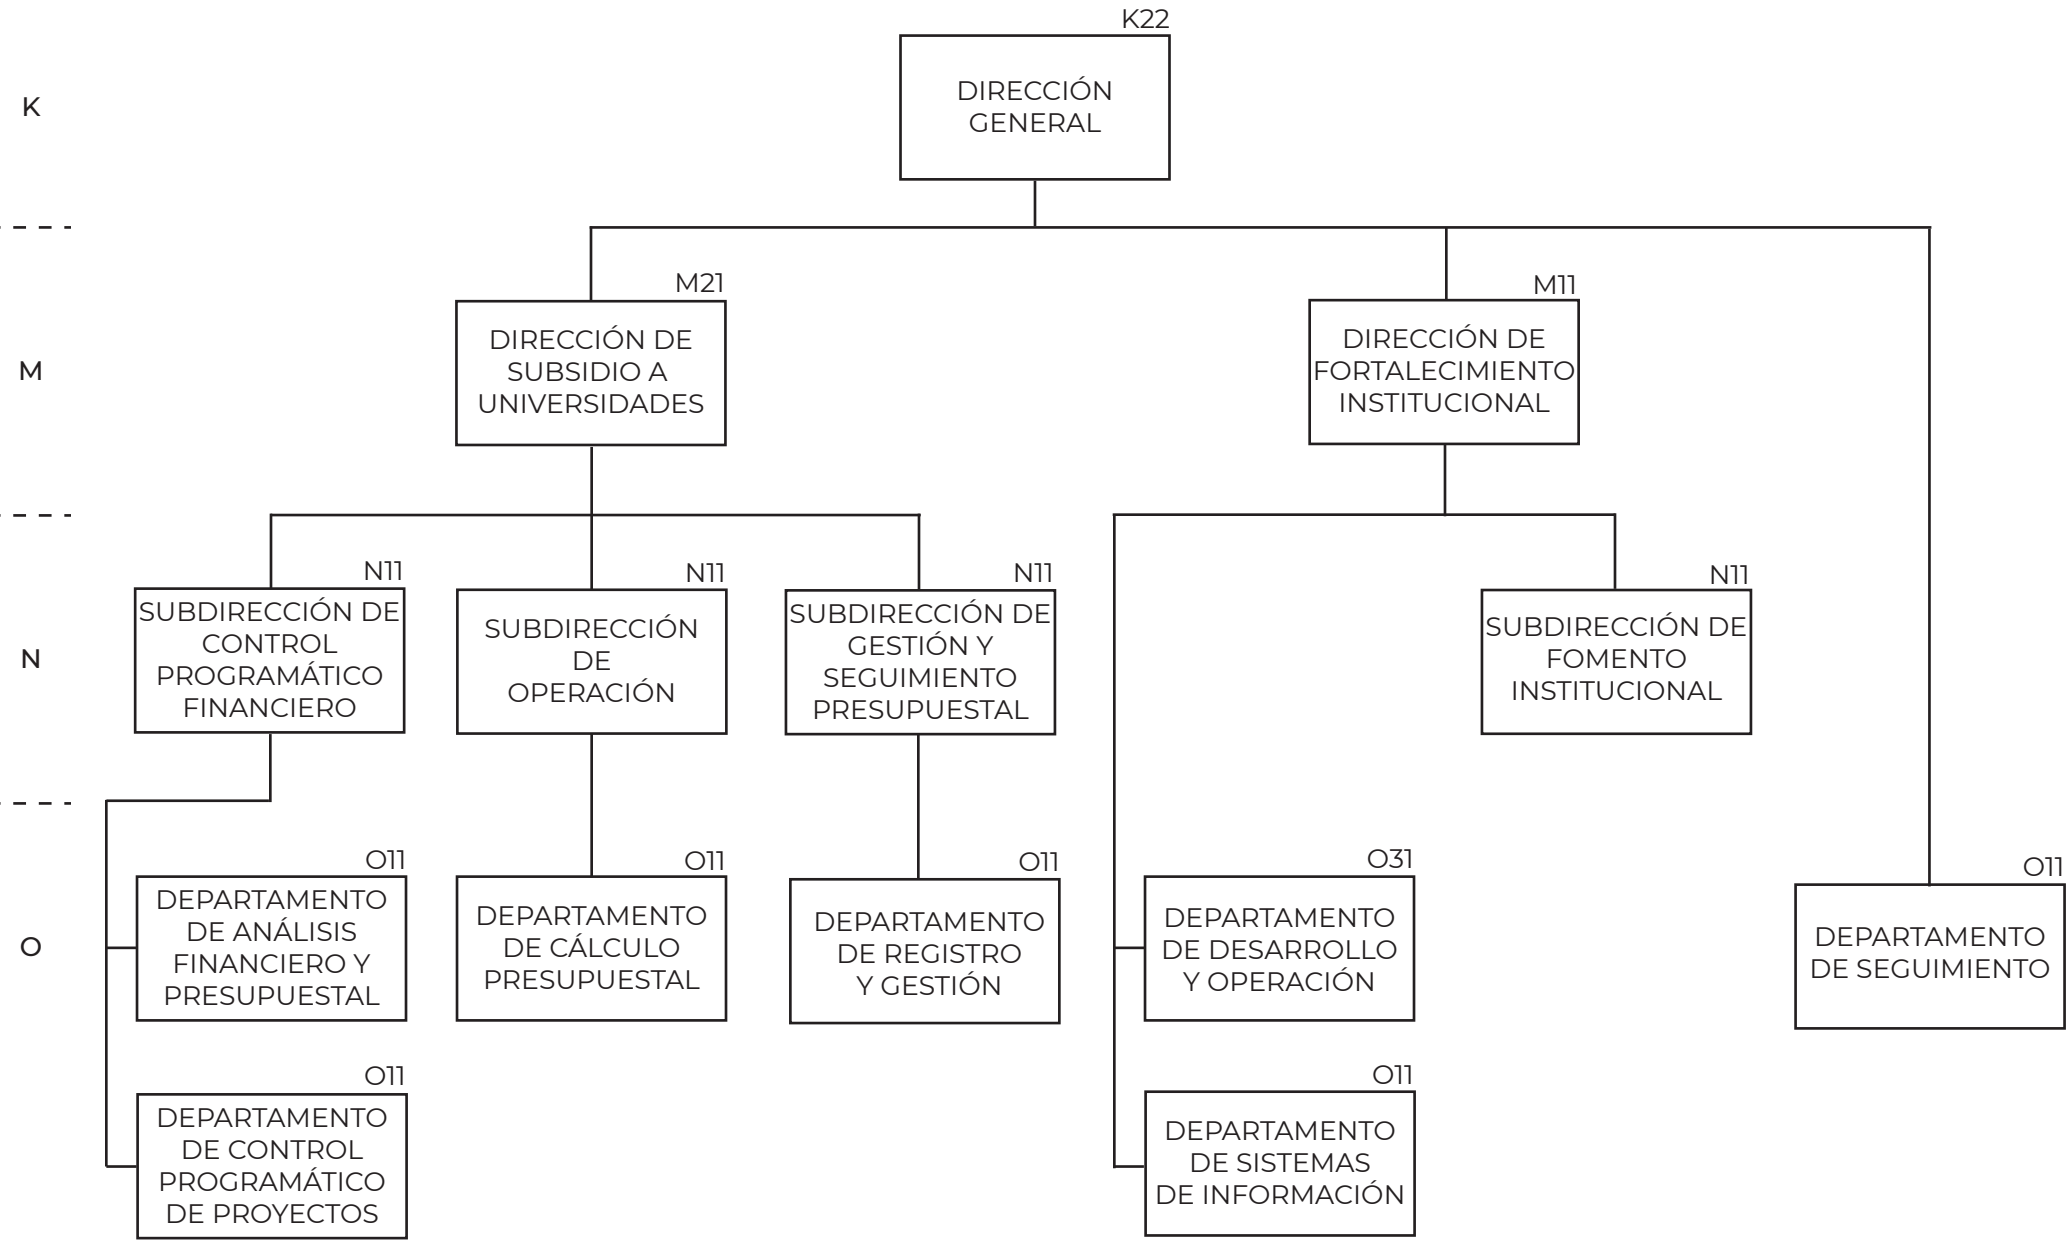 K22
DIRECCIÓN
GENERAL
K
M21
DIRECCIÓN DE
SUBSIDIO A
UNIVERSIDADES
M11
DIRECCIÓN DE
FORTALECIMIENTO
INSTITUCIONAL
M
N11
SUBDIRECCIÓN DE
CONTROL
PROGRAMÁTICO
FINANCIERO
N11
SUBDIRECCIÓN
DE
OPERACIÓN
N11
SUBDIRECCIÓN DE
GESTIÓN Y
SEGUIMIENTO
PRESUPUESTAL
N11
SUBDIRECCIÓN DE
FOMENTO
INSTITUCIONAL
N
O11
DEPARTAMENTO
DE ANÁLISIS
FINANCIERO Y
PRESUPUESTAL
O11
DEPARTAMENTO
DE CÁLCULO
PRESUPUESTAL
O11
DEPARTAMENTO
DE REGISTRO
Y GESTIÓN
O31
DEPARTAMENTO
DE DESARROLLO
Y OPERACIÓN
O11
DEPARTAMENTO
DE SEGUIMIENTO
O
O11
DEPARTAMENTO
DE CONTROL
PROGRAMÁTICO
DE PROYECTOS
O11
DEPARTAMENTO
DE SISTEMAS
DE INFORMACIÓN